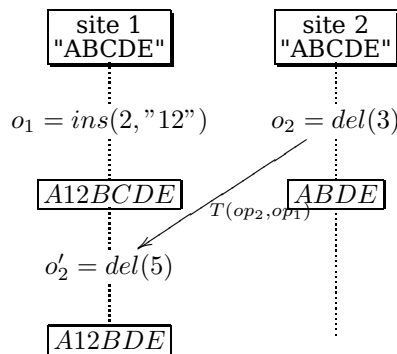 site 1
"ABCDE"
site 2
"ABCDE"
o₁ = ins(2, "12")
o₂ = del(3)
A12BCDE
ABDE
T(op₂,op₁)
o′₂ = del(5)
A12BDE